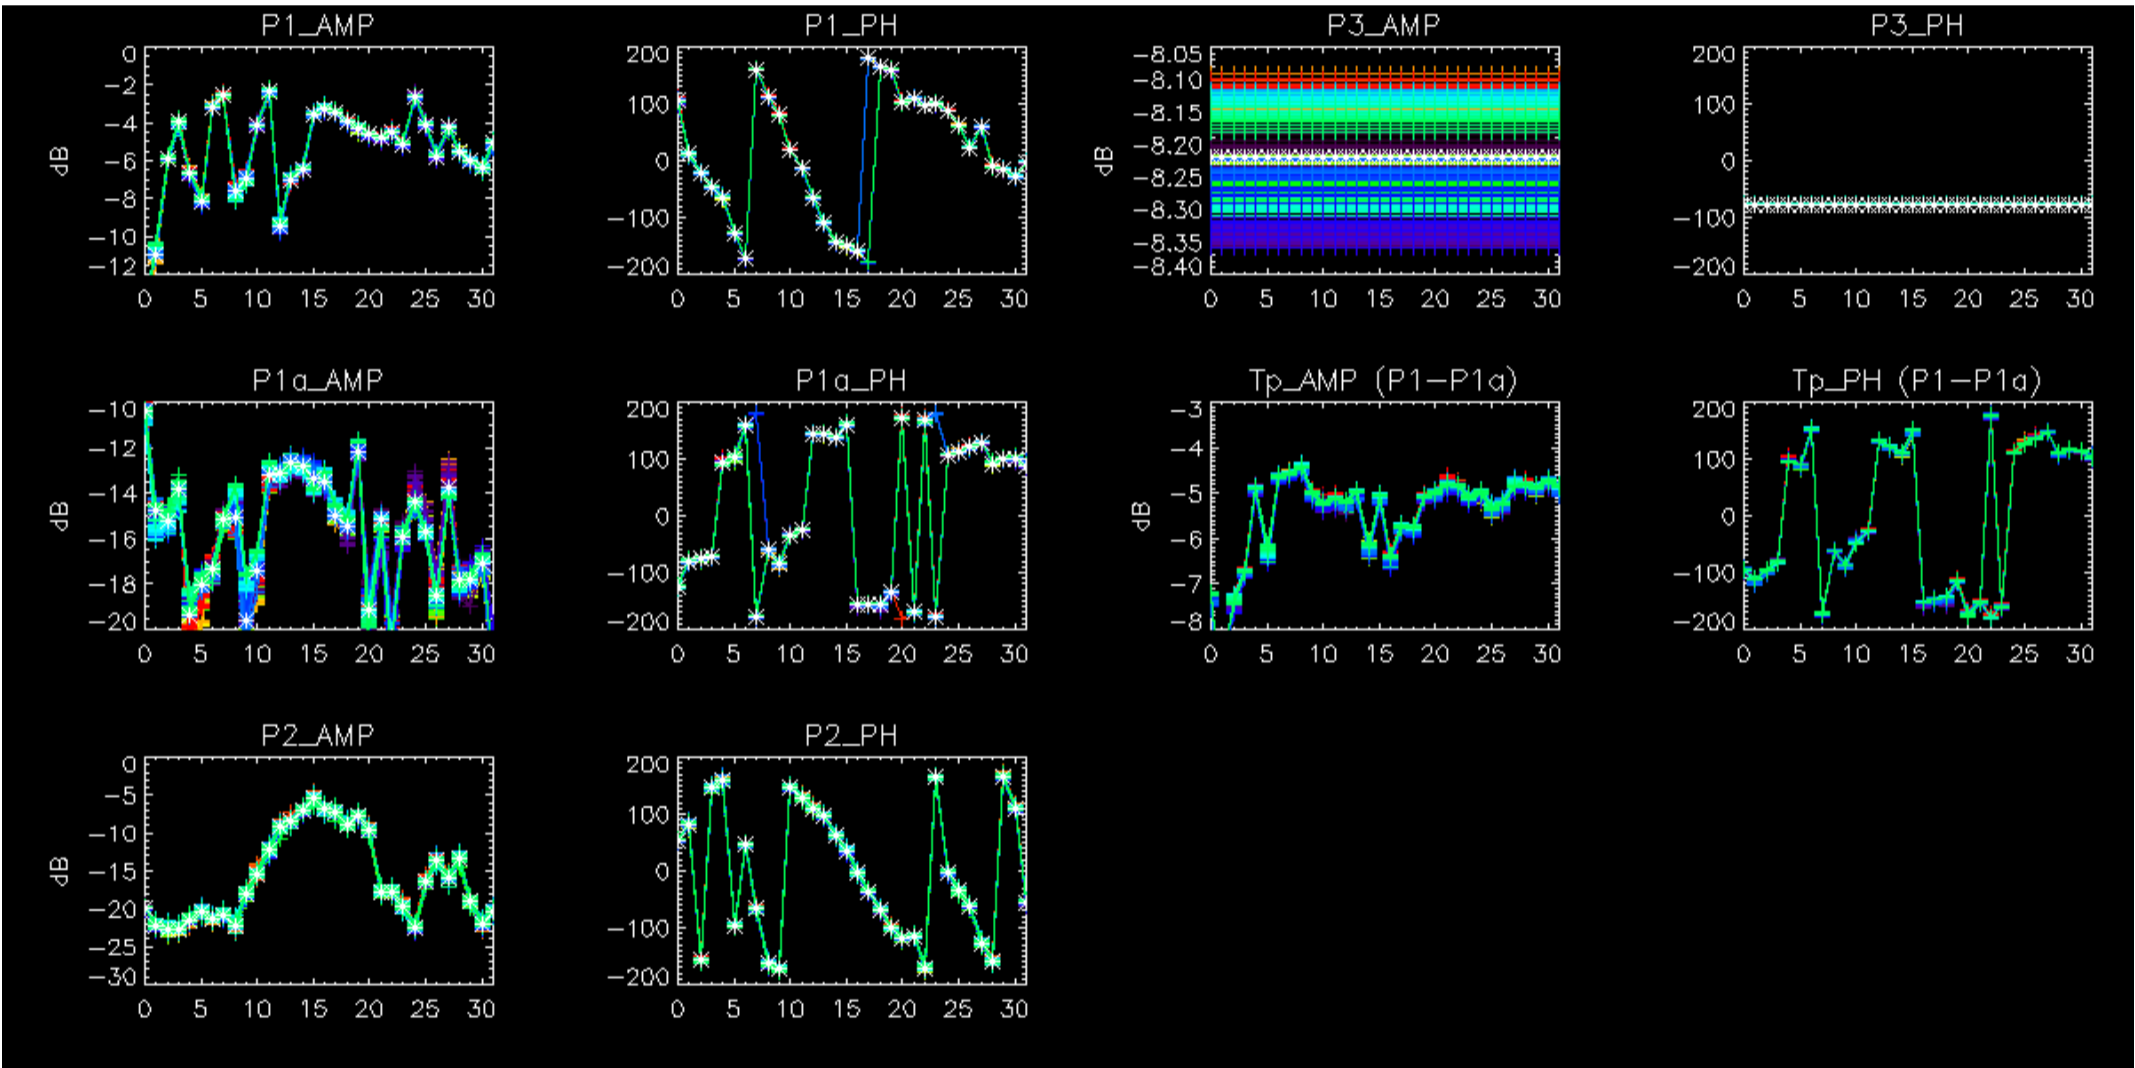 P1_AMP
0
−2
−4
−6
−8
−10
−12
dB
0 5 10 15 20 25 30
P1_PH
200
100
0
−100
−200
0 5 10 15 20 25 30
P3_AMP
−8.05
−8.10
−8.15
−8.20
−8.25
−8.30
−8.35
−8.40
dB
0 5 10 15 20 25 30
P3_PH
200
100
0
−100
−200
0 5 10 15 20 25 30
P1a_AMP
−10
−12
−14
−16
−18
−20
dB
0 5 10 15 20 25 30
P1a_PH
200
100
0
−100
−200
0 5 10 15 20 25 30
Tp_AMP (P1−P1a)
−3
−4
−5
−6
−7
−8
dB
0 5 10 15 20 25 30
Tp_PH (P1−P1a)
200
100
0
−100
−200
0 5 10 15 20 25 30
P2_AMP
0
−5
−10
−15
−20
−25
−30
dB
0 5 10 15 20 25 30
P2_PH
200
100
0
−100
−200
0 5 10 15 20 25 30